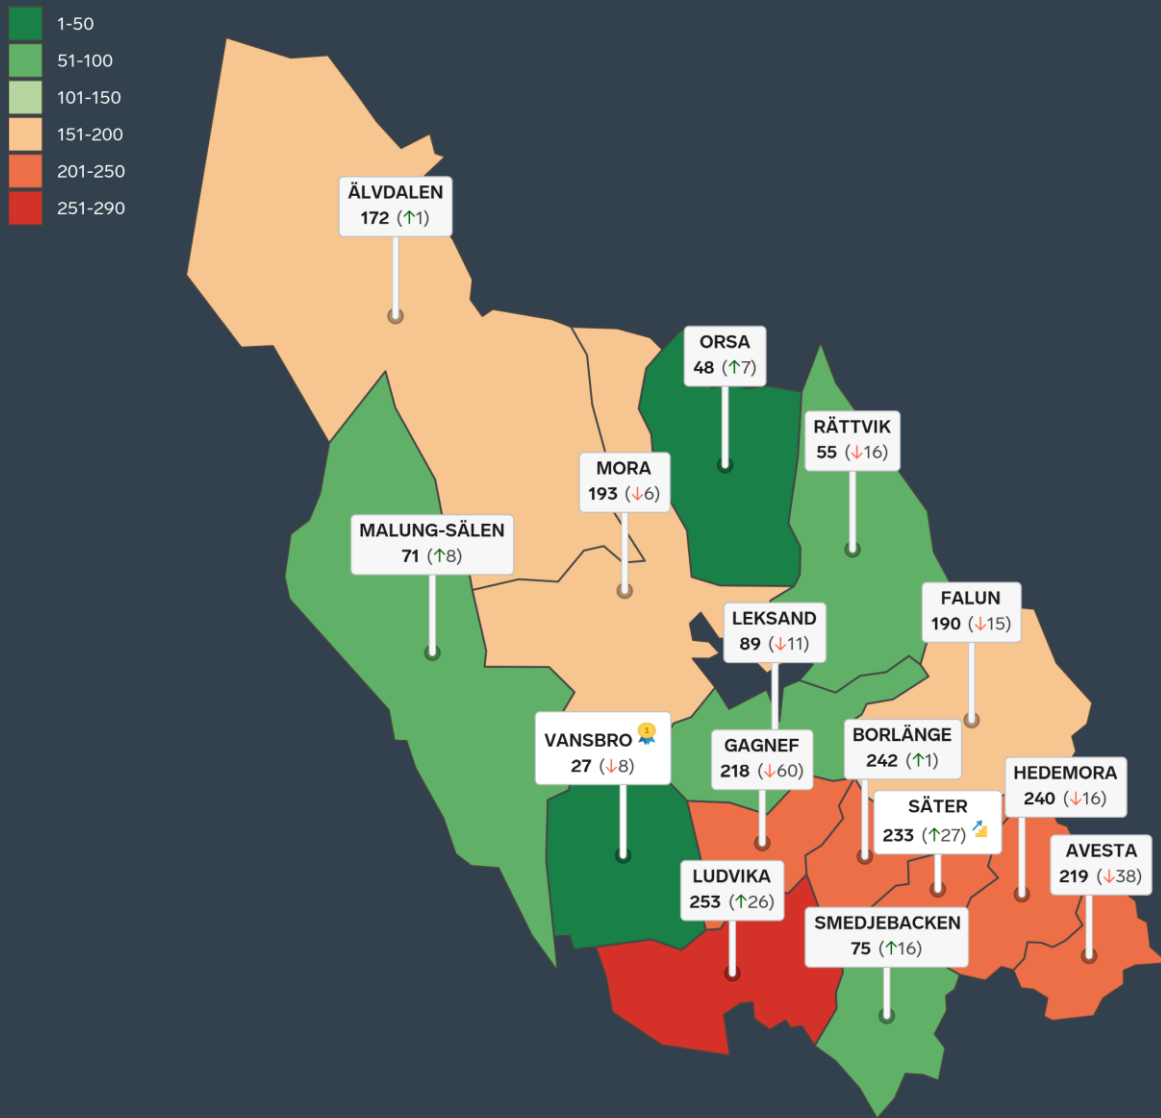 1-50
51-100
101-150
151-200
201-250
251-290
ÄLVDALEN
172 (↑1)
ORSA
48 (↑7)
RÄTTVIK
55 (↓16)
MORA
193 (↓6)
MALUNG-SÄLEN
71 (↑8)
FALUN
190 (↓15)
LEKSAND
89 (↓11)
VANSBRO
27 (↓8)
GAGNEF
218 (↓60)
BORLÄNGE
242 (↑1)
HEDEMORA
240 (↓16)
SÄTER
233 (↑27)
AVESTA
219 (↓38)
LUDVIKA
253 (↑26)
SMEDJEBACKEN
75 (↑16)